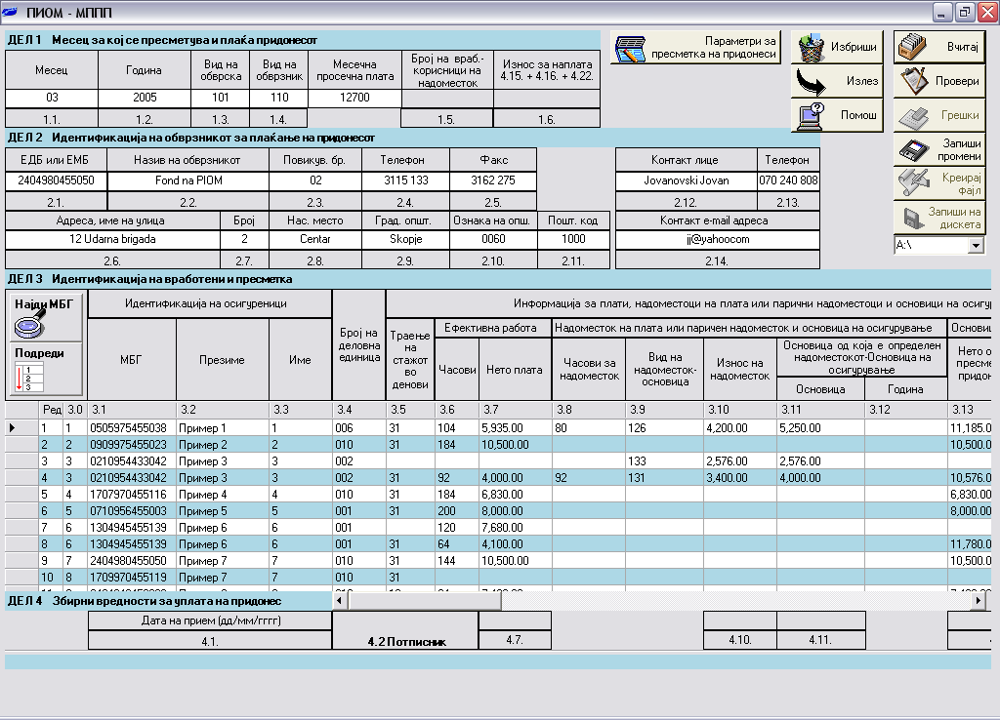 ПИОМ - МППП
ДЕЛ 1 Месец за кој се пресметува и плаќа придонесот
Месец Година Вид на обврска Вид на обврзник Месечна просечна плата Број на враб.- корисници на надоместок Износ за наплата 4.15. + 4.16. + 4.22.
03 2005 101 110 12700
1.1. 1.2. 1.3. 1.4. 1.5. 1.6.
Параметри за пресметка на придонеси
Избриши
Излез
Помош
Вчитај
Провери
Грешки
Запиши промени
Креирај фајл
Запиши на дискета
A:\
ДЕЛ 2 Идентификација на обврзникот за плаќање на придонесот
ЕДБ или ЕМБ Назив на обврзникот Повикув. бр. Телефон Факс Контакт лице Телефон
2404980455050 Fond na PIOM 02 3115 133 3162 275 Jovanovski Jovan 070 240 808
2.1. 2.2. 2.3. 2.4. 2.5. 2.12. 2.13.
Адреса, име на улица Број Нас. место Град. општ. Ознака на опш. Пошт. код Контакт e-mail адреса
12 Udarna brigada 2 Centar Skopje 0060 1000 jj@yahoocom
2.6. 2.7. 2.8. 2.9. 2.10. 2.11. 2.14.
ДЕЛ 3 Идентификација на вработени и пресметка
Најди МБГ
Подреди
1
2
3
Идентификација на осигуреници
МБГ Презиме Име
Број на деловна единица
Информација за плати, надоместоци на плата или парични надоместоци и основици на осигу
Траење на стажот во денови
Ефективна работа
Часови Нето плата
Надоместок на плата или паричен надоместок и основица на осигурување
Часови за надоместок Вид на надоместок-основица Износ на надоместок
Основица од која е определен надоместокот-Основица на осигурување
Основица Година
Основи
Нето о пресме придон
Ред 3.0 3.1 3.2 3.3 3.4 3.5 3.6 3.7 3.8 3.9 3.10 3.11 3.12 3.13
1 1 0505975455038 Пример 1 1 006 31 104 5,935.00 80 126 4,200.00 5,250.00 11,185.0
2 2 0909975455023 Пример 2 2 010 31 184 10,500.00 10,500.0
3 3 0210954433042 Пример 3 3 002 133 2,576.00 2,576.00
4 3 0210954433042 Пример 3 3 002 31 92 4,000.00 92 131 3,400.00 4,000.00 10,576.0
5 4 1707970455116 Пример 4 4 010 31 184 6,830.00 6,830.00
6 5 0710956455003 Пример 5 5 001 31 200 8,000.00 8,000.00
7 6 1304945455139 Пример 6 6 001 120 7,680.00
8 6 1304945455139 Пример 6 6 001 31 64 4,100.00 11,780.0
9 7 2404980455050 Пример 7 7 010 31 144 10,500.00 10,500.0
10 8 1709970455119 Пример 7 7 010 31
ДЕЛ 4 Збирни вредности за уплата на придонес
Дата на прием (дд/мм/гггг)
4.1. 4.2 Потписник 4.7. 4.10. 4.11.